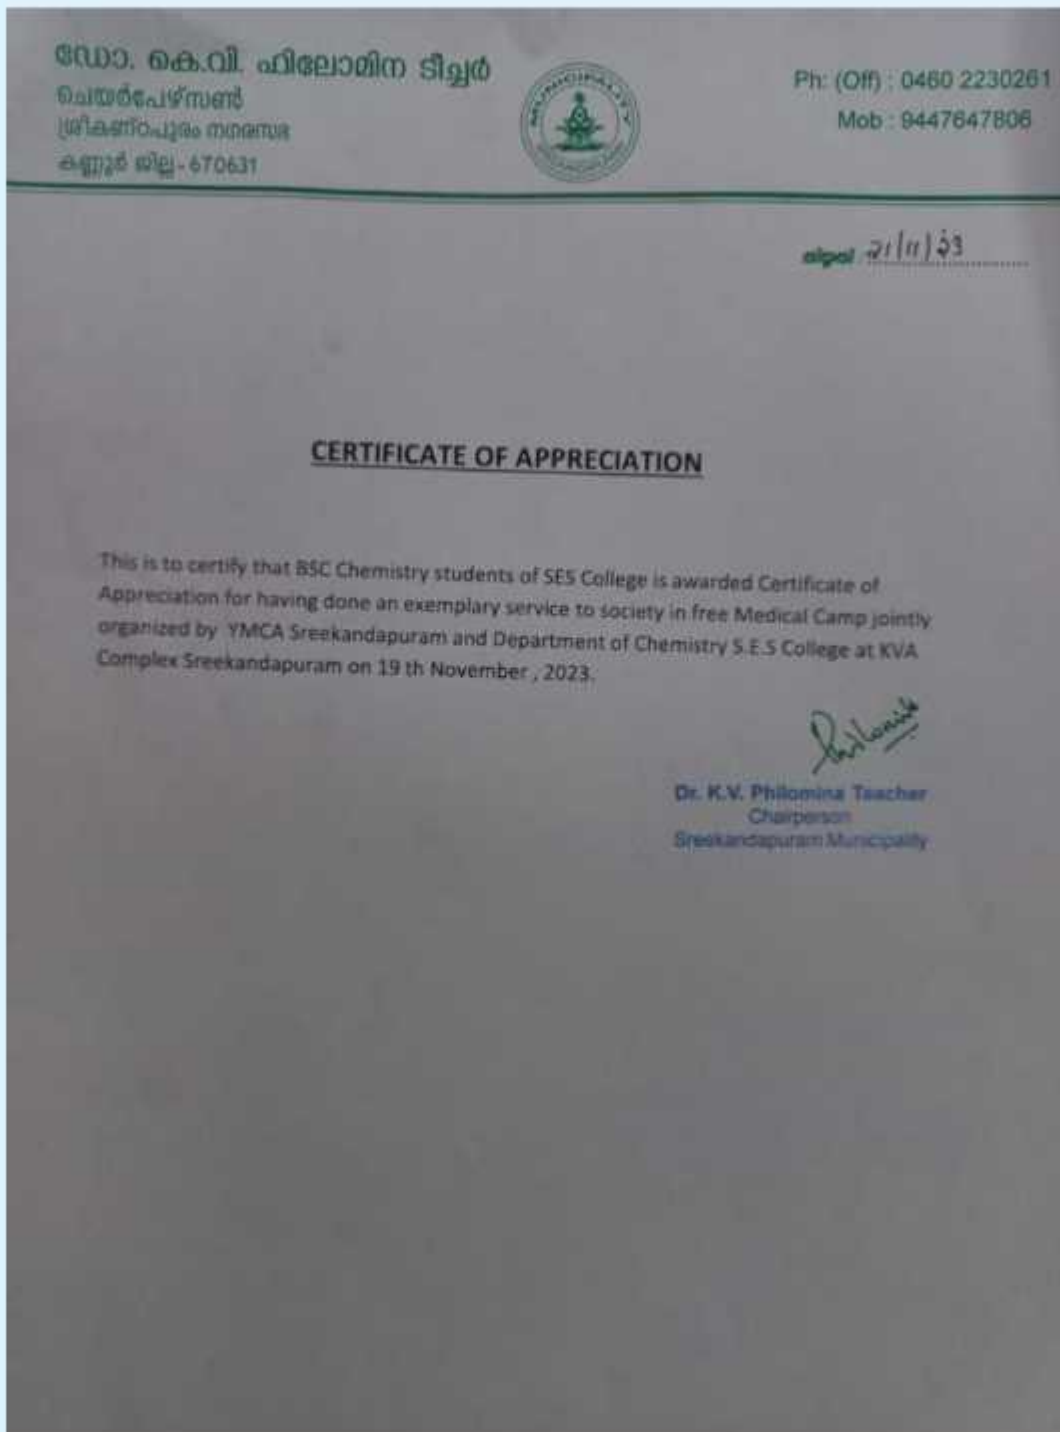 ഡോ. കെ.വി. ഫിലോമിന ടീച്ചർ
ചെയർപേഴ്സൺ
ശ്രീകണ്ഠപുരം നഗരസഭ
കണ്ണൂർ ജില്ല - 670631
MUNICIPALITY
Ph: (Off) : 0460 2230261
Mob : 9447647806
തിയ്യതി 21/11/23
CERTIFICATE OF APPRECIATION
This is to certify that BSC Chemistry students of SES College is awarded Certificate of
Appreciation for having done an exemplary service to society in free Medical Camp jointly
organized by YMCA Sreekandapuram and Department of Chemistry S.E.S College at KVA
Complex Sreekandapuram on 19 th November , 2023.
Philomina
Dr. K.V. Philomina Teacher
Chairperson
Sreekandapuram Municipality